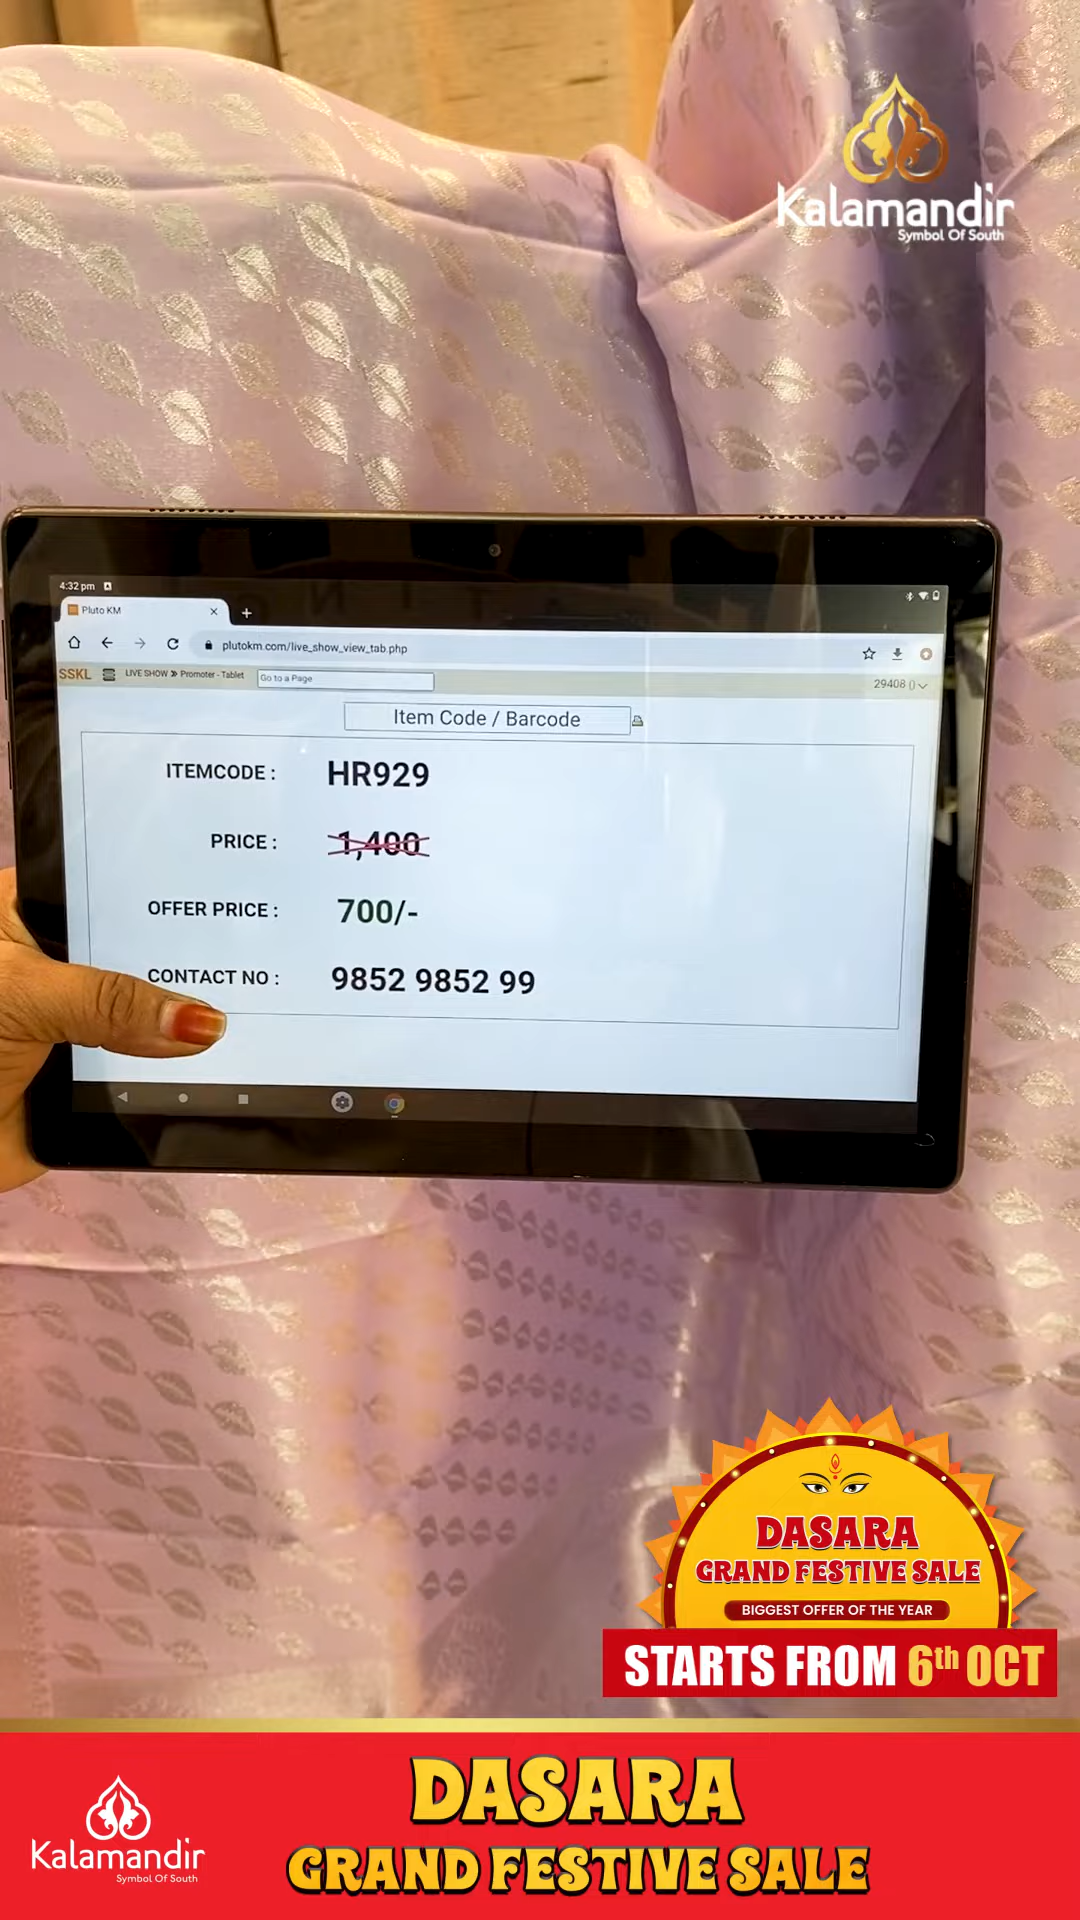 Kalamandir
Symbol Of South
4:32 pm
Pluto KM
plutokm.com/live_show_view_tab.php
SSKL
LIVE SHOW
Promoter - Tablet
Go to a Page
29408 ()
Item Code / Barcode
ITEMCODE : HR929
PRICE : 1,400
OFFER PRICE : 700/-
CONTACT NO : 9852 9852 99
DASARA
GRAND FESTIVE SALE
BIGGEST OFFER OF THE YEAR
STARTS FROM 6th OCT
Kalamandir
Symbol Of South
DASARA
GRAND FESTIVE SALE